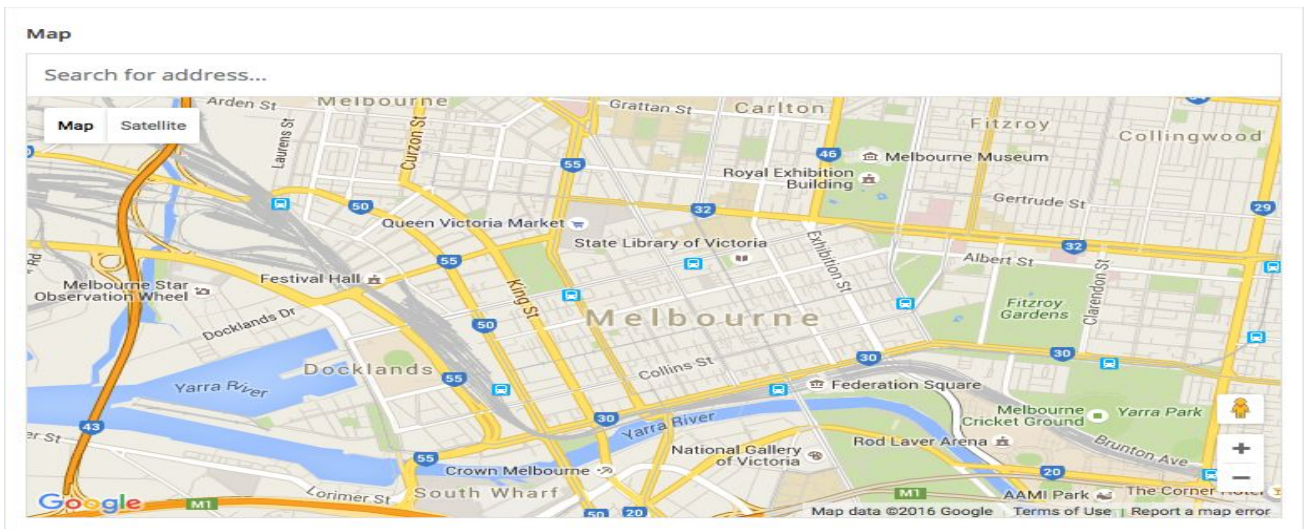 Map
Search for address...
Map
Satellite
Arden St
Melbourne
Grattan St
Carlton
Fitzroy
Collingwood
Laurens St
Curzon St
55
46
Melbourne Museum
Royal Exhibition
Building
50
32
Gertrude St
29
Queen Victoria Market
State Library of Victoria
Exhibition St
32
Albert St
Clarendon St
Rd
Melbourne Star
Observation Wheel
Festival Hall
55
King St
Fitzroy
Gardens
Docklands Dr
50
Melbourne
Docklands
55
Collins St
30
30
Yarra River
Federation Square
43
30
Yarra River
Melbourne
Cricket Ground
Yarra Park
er St
National Gallery
of Victoria
Rod Laver Arena
Brunton Ave
55
Crown Melbourne
20
+
−
Lorimer St
South Wharf
M1
AAMI Park
The Corner Hotel
Google
M1
50
20
Map data ©2016 Google
Terms of Use
Report a map error